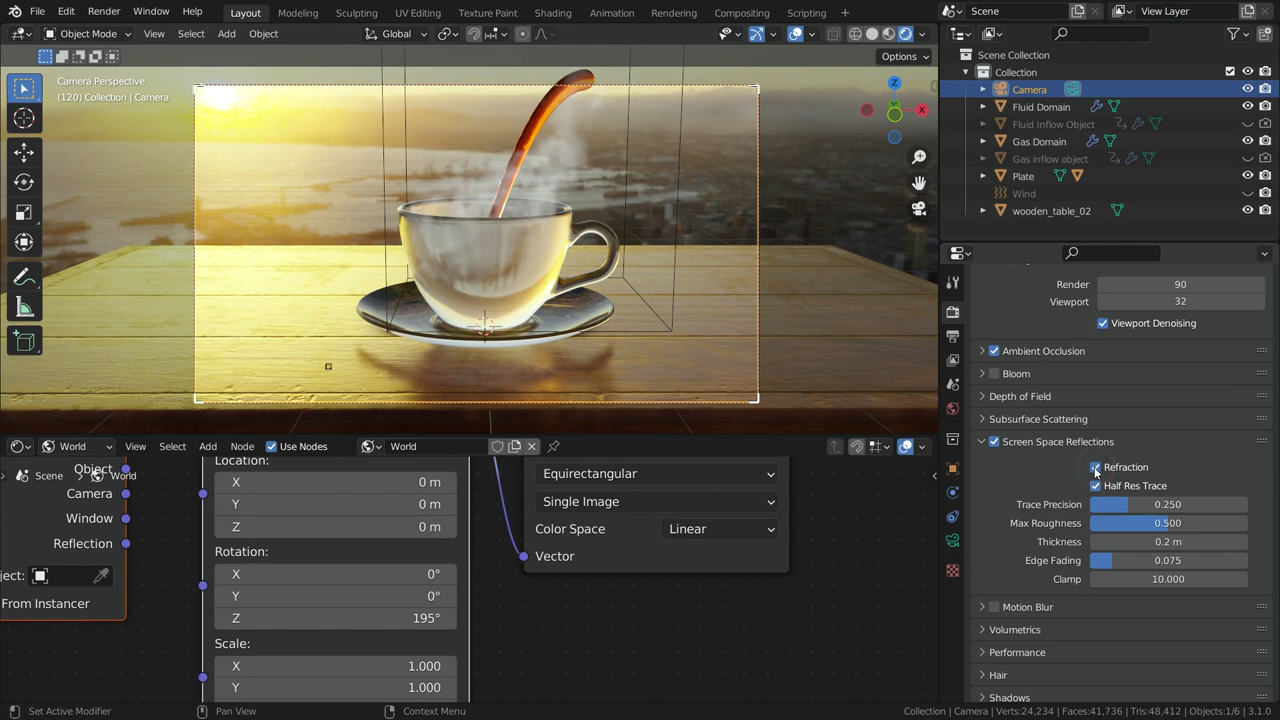 File Edit Render Window Help Layout Modeling Sculpting UV Editing Texture Paint Shading Animation Rendering Compositing Scripting Scene View Layer
Object Mode View Select Add Object Global
Options
Camera Perspective
(120) Collection | Camera
Z
X
Scene Collection
Collection
Camera
Fluid Domain
Fluid Inflow Object
Gas Domain
Gas inflow object
Plate
Wind
wooden_table_02
Render 90
Viewport 32
Viewport Denoising
Ambient Occlusion
Bloom
Depth of Field
Subsurface Scattering
Screen Space Reflections
Refraction
Half Res Trace
Trace Precision 0.250
Max Roughness 0.500
Thickness 0.2 m
Edge Fading 0.075
Clamp 10.000
Motion Blur
Volumetrics
Performance
Hair
Shadows
World View Select Add Node Use Nodes World
Scene World
Object
Camera
Window
Reflection
ject:
From Instancer
Location:
X 0 m
Y 0 m
Z 0 m
Rotation:
X 0°
Y 0°
Z 195°
Scale:
X 1.000
Y 1.000
Equirectangular
Single Image
Color Space Linear
Vector
Set Active Modifier Pan View Context Menu Collection | Camera | Verts:24,234 | Faces:41,736 | Tris:48,412 | Objects:1/6 | 3.1.0